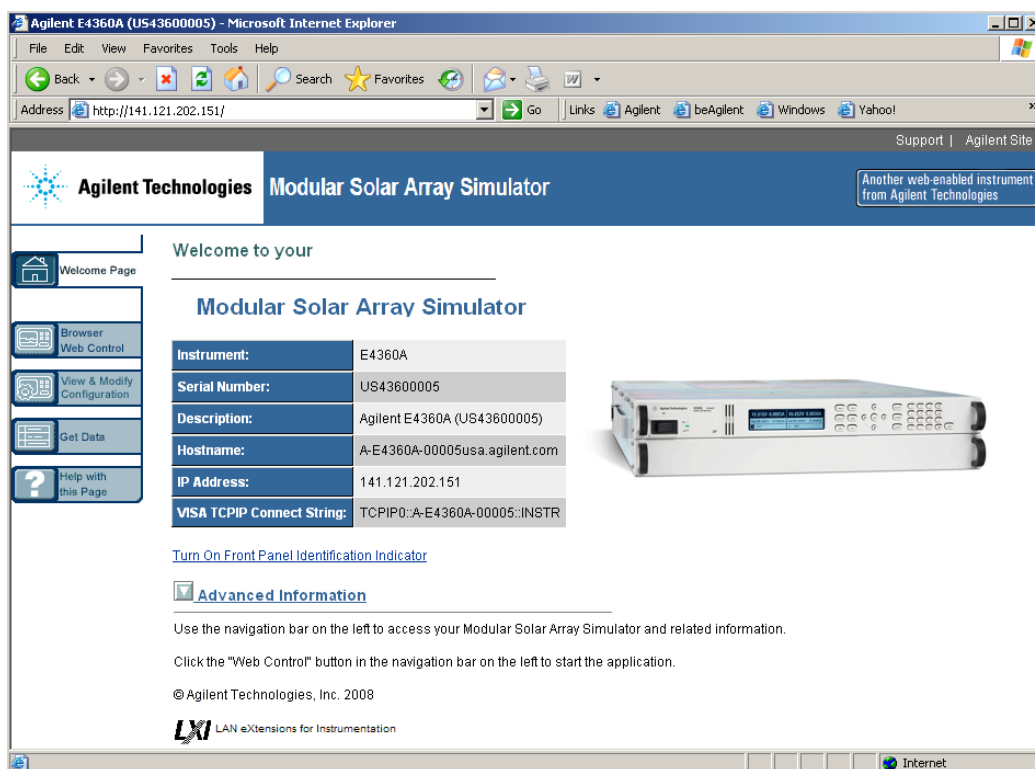 Agilent E4360A (US43600005) - Microsoft Internet Explorer
File Edit View Favorites Tools Help
Back Search Favorites
Address http://141.121.202.151/ Go Links Agilent beAgilent Windows Yahoo! »
Support | Agilent Site
Agilent Technologies Modular Solar Array Simulator
Another web-enabled instrument
from Agilent Technologies
Welcome Page
Browser
Web Control
View & Modify
Configuration
Get Data
Help with
this Page
Welcome to your
Modular Solar Array Simulator
Instrument: E4360A
Serial Number: US43600005
Description: Agilent E4360A (US43600005)
Hostname: A-E4360A-00005usa.agilent.com
IP Address: 141.121.202.151
VISA TCPIP Connect String: TCPIP0::A-E4360A-00005::INSTR
Turn On Front Panel Identification Indicator
Advanced Information
Use the navigation bar on the left to access your Modular Solar Array Simulator and related information.
Click the "Web Control" button in the navigation bar on the left to start the application.
© Agilent Technologies, Inc. 2008
LXI LAN eXtensions for Instrumentation
Internet